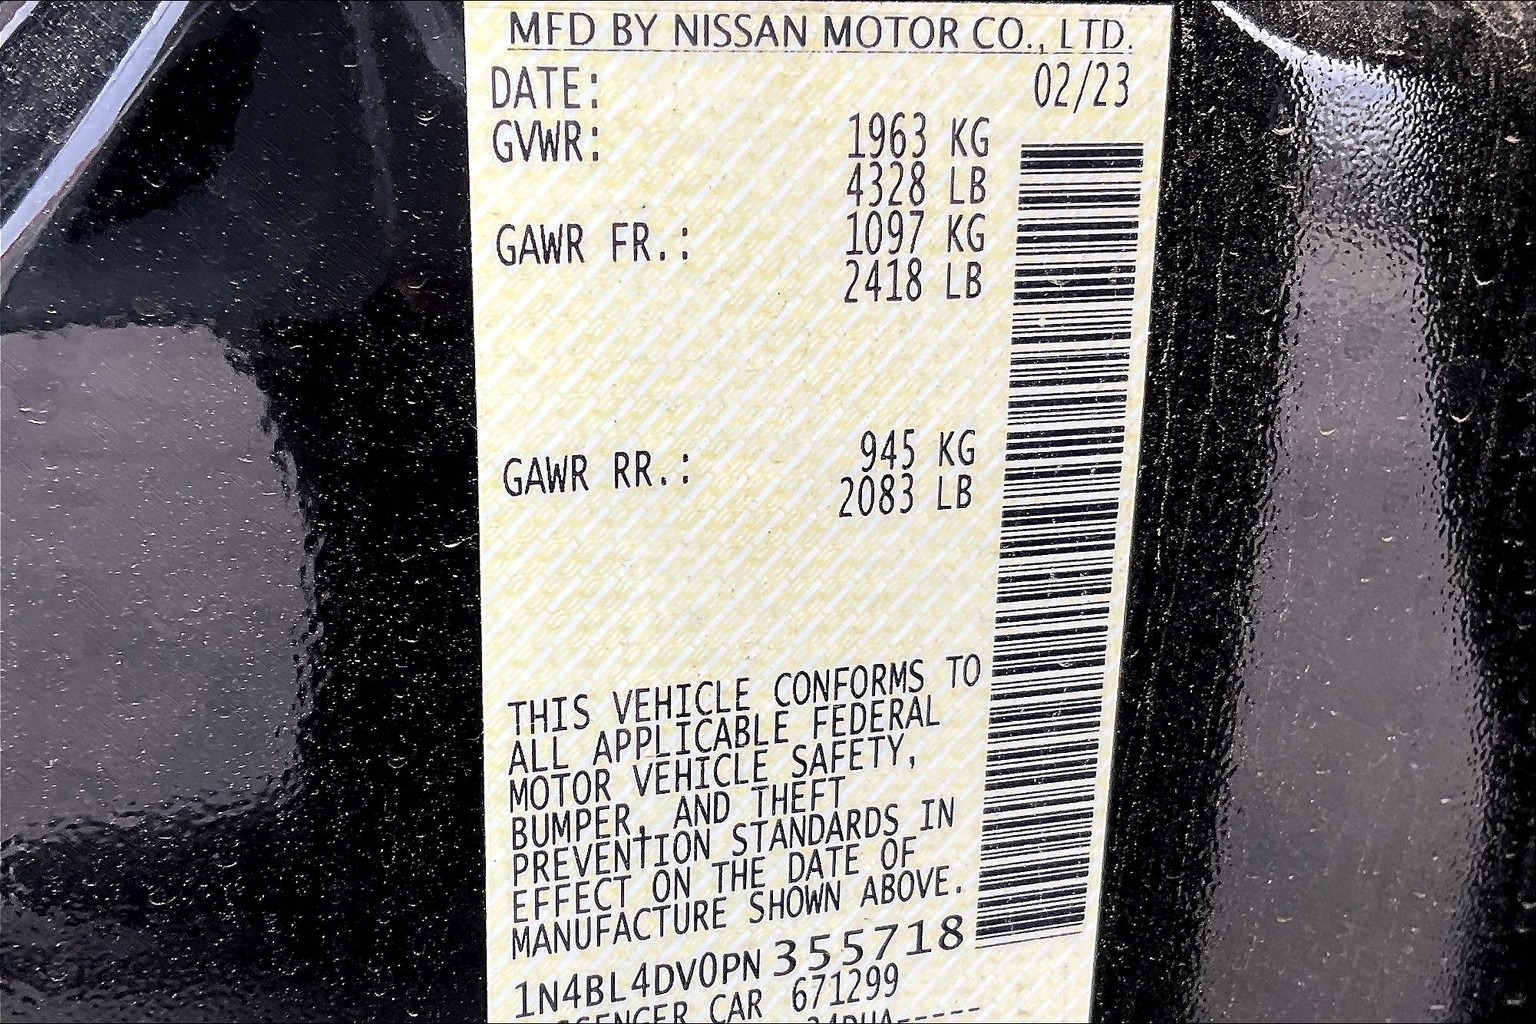 MFD BY NISSAN MOTOR CO., LTD.
DATE: 02/23
GVWR: 1963 KG
4328 LB
GAWR FR.: 1097 KG
2418 LB
GAWR RR.: 945 KG
2083 LB
THIS VEHICLE CONFORMS TO
ALL APPLICABLE FEDERAL
MOTOR VEHICLE SAFETY,
BUMPER, AND THEFT
PREVENTION STANDARDS IN
EFFECT ON THE DATE OF
MANUFACTURE SHOWN ABOVE.
1N4BL4DV0PN355718
CAR 671299